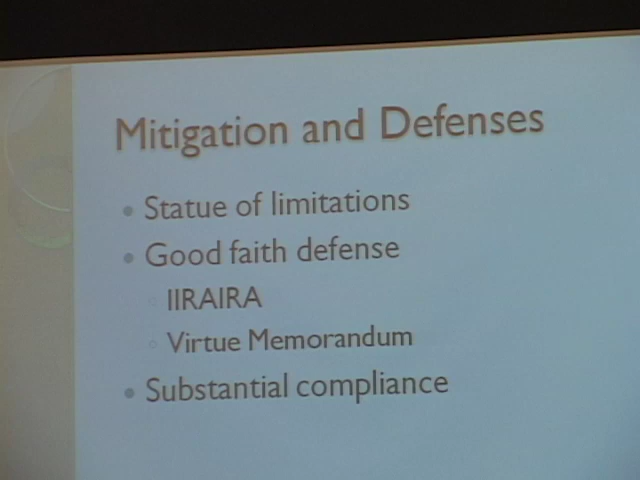 Mitigation and Defenses
Statue of limitations
Good faith defense
IIRAIRA
Virtue Memorandum
Substantial compliance